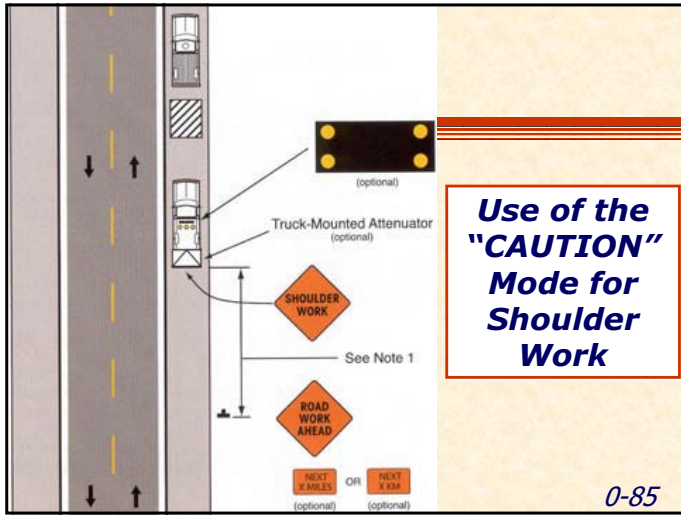 (optional)
Truck-Mounted Attenuator
(optional)
SHOULDER
WORK
See Note 1
ROAD
WORK
AHEAD
NEXT
X MILES
OR
NEXT
X KM
(optional)
(optional)
Use of the
“CAUTION”
Mode for
Shoulder
Work
0-85